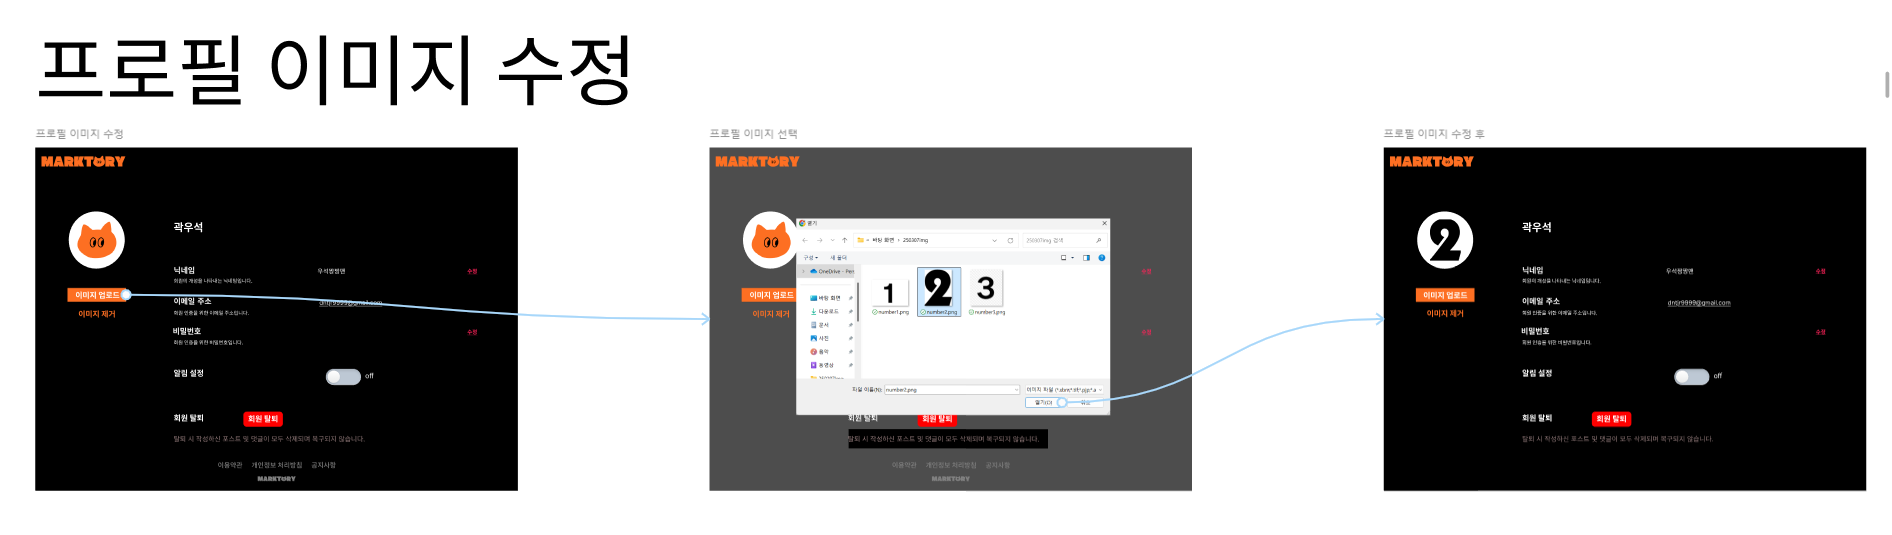 프로필 이미지 수정
프로필 이미지 수정
MARKTORY
곽우석
닉네임
우석방방맨
수정
회원의 개성을 나타내는 닉네임입니다.
이미지 업로드
이메일 주소
dntjr9999@gmail.com
이미지 제거
회원 인증을 위한 이메일 주소입니다.
비밀번호
수정
회원 인증을 위한 비밀번호입니다.
알림 설정
off
회원 탈퇴
회원 탈퇴
탈퇴 시 작성하신 포스트 및 댓글이 모두 삭제되며 복구되지 않습니다.
이용약관 개인정보 처리방침 공지사항
MARKTORY
프로필 이미지 선택
MARKTORY
열기
바탕 화면 › 250307img
250307img 검색
구성
새 폴더
OneDrive - Pers
바탕 화면
다운로드
문서
사진
음악
동영상
250307img
1
2
3
number1.png
number2.png
number3.png
파일 이름(N):
number2.png
열기(O)
취소
이미지 업로드
이미지 제거
수정
수정
회원 탈퇴
회원 탈퇴
탈퇴 시 작성하신 포스트 및 댓글이 모두 삭제되며 복구되지 않습니다.
이용약관 개인정보 처리방침 공지사항
MARKTORY
프로필 이미지 수정 후
MARKTORY
2
곽우석
닉네임
우석방방맨
수정
회원의 개성을 나타내는 닉네임입니다.
이미지 업로드
이메일 주소
dntjr9999@gmail.com
이미지 제거
회원 인증을 위한 이메일 주소입니다.
비밀번호
수정
회원 인증을 위한 비밀번호입니다.
알림 설정
off
회원 탈퇴
회원 탈퇴
탈퇴 시 작성하신 포스트 및 댓글이 모두 삭제되며 복구되지 않습니다.